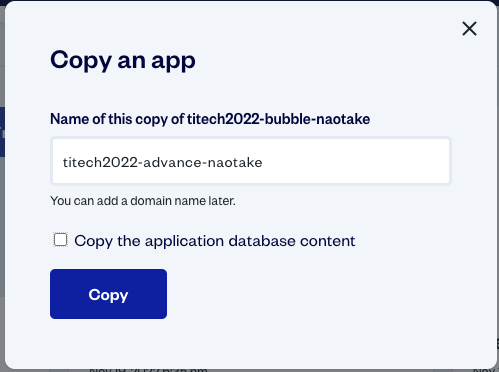 Copy an app
Name of this copy of titech2022-bubble-naotake
titech2022-advance-naotake
You can add a domain name later.
Copy the application database content
Copy